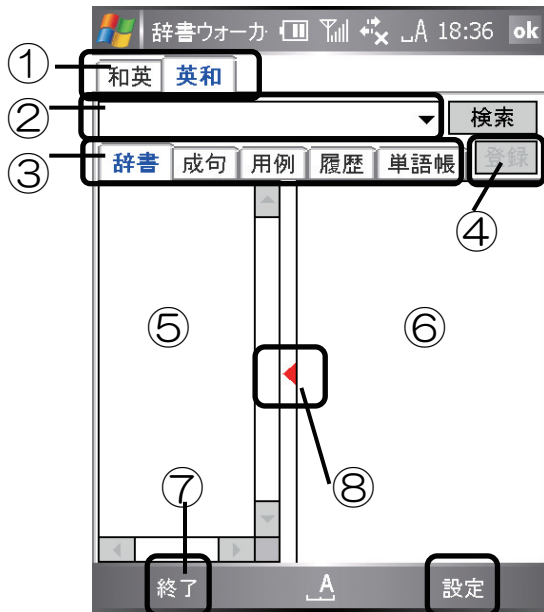 辞書ウォーカ A 18:36 ok
① 和英 英和
② 検索
③ 辞書 成句 用例 履歴 単語帳 登録
④
⑤ ⑥
⑦ ⑧
終了 A 設定